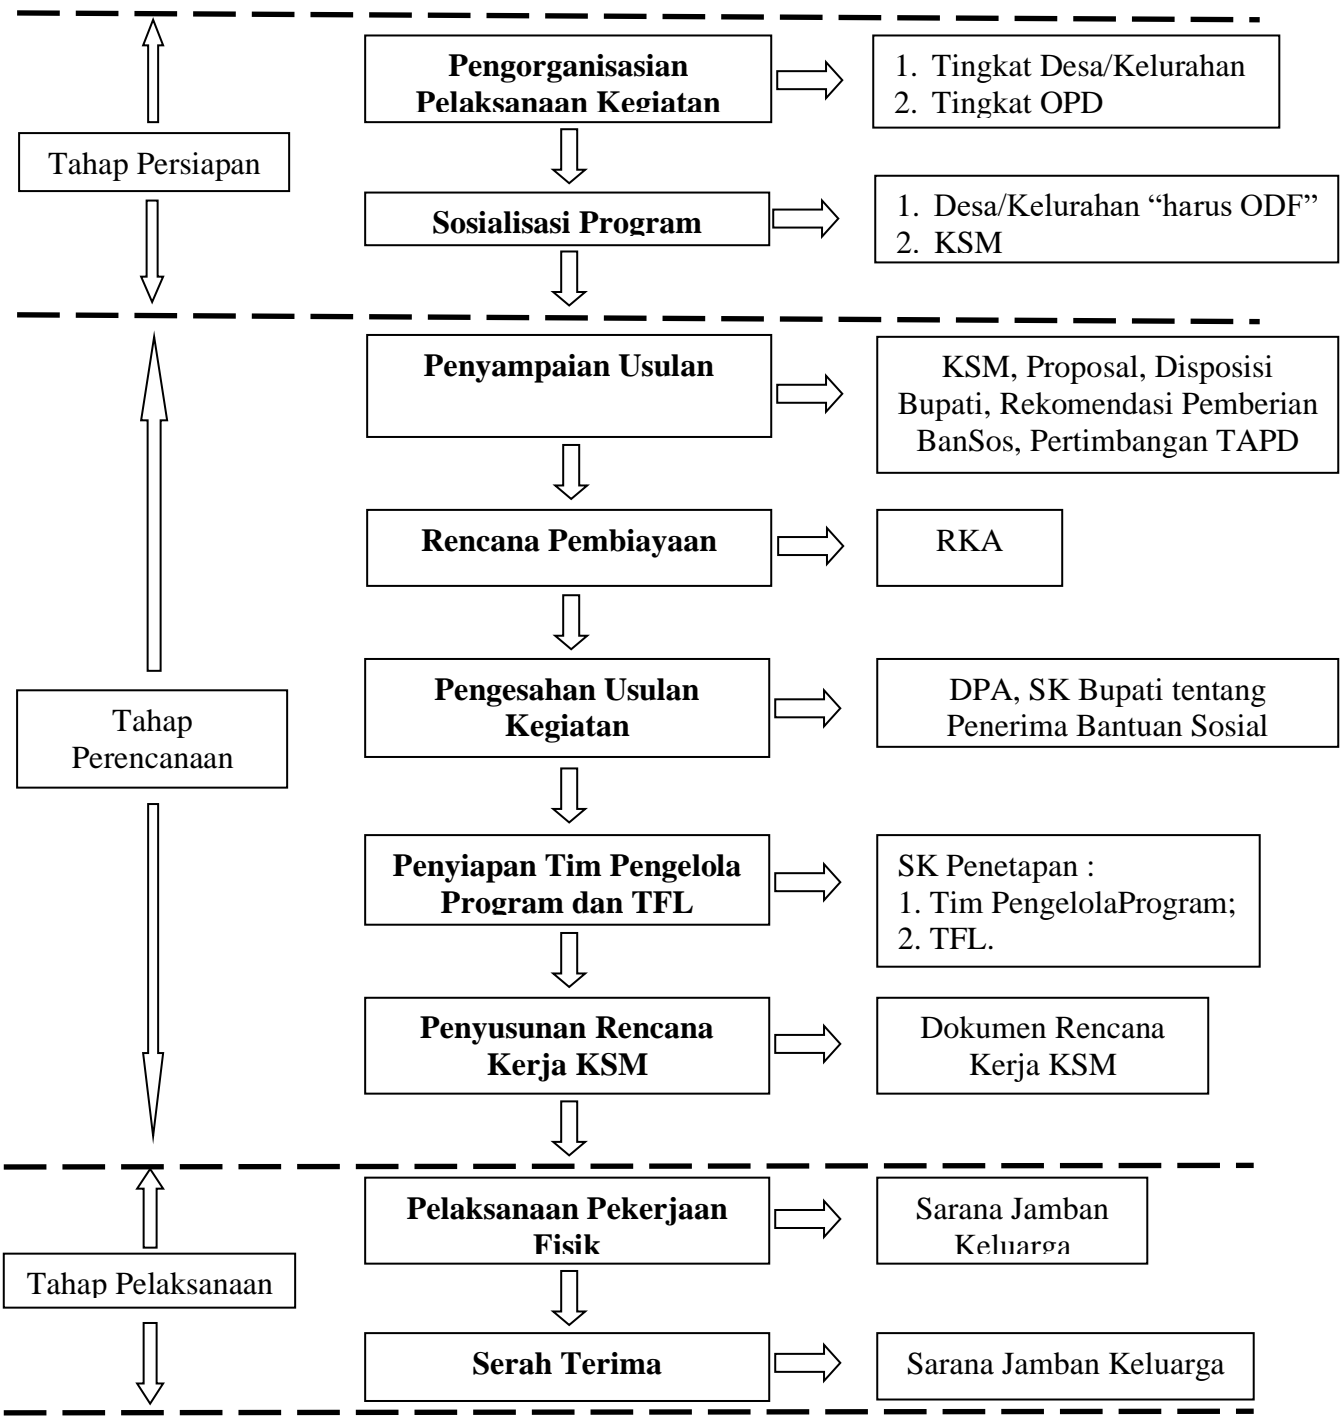 Pengorganisasian
Pelaksanaan Kegiatan
1. Tingkat Desa/Kelurahan
2. Tingkat OPD
Tahap Persiapan
Sosialisasi Program
1. Desa/Kelurahan “harus ODF”
2. KSM
Penyampaian Usulan
KSM, Proposal, Disposisi
Bupati, Rekomendasi Pemberian
BanSos, Pertimbangan TAPD
Rencana Pembiayaan
RKA
Tahap
Perencanaan
Pengesahan Usulan
Kegiatan
DPA, SK Bupati tentang
Penerima Bantuan Sosial
Penyiapan Tim Pengelola
Program dan TFL
SK Penetapan :
1. Tim PengelolaProgram;
2. TFL.
Penyusunan Rencana
Kerja KSM
Dokumen Rencana
Kerja KSM
Pelaksanaan Pekerjaan
Fisik
Sarana Jamban
Keluarga
Tahap Pelaksanaan
Serah Terima
Sarana Jamban Keluarga